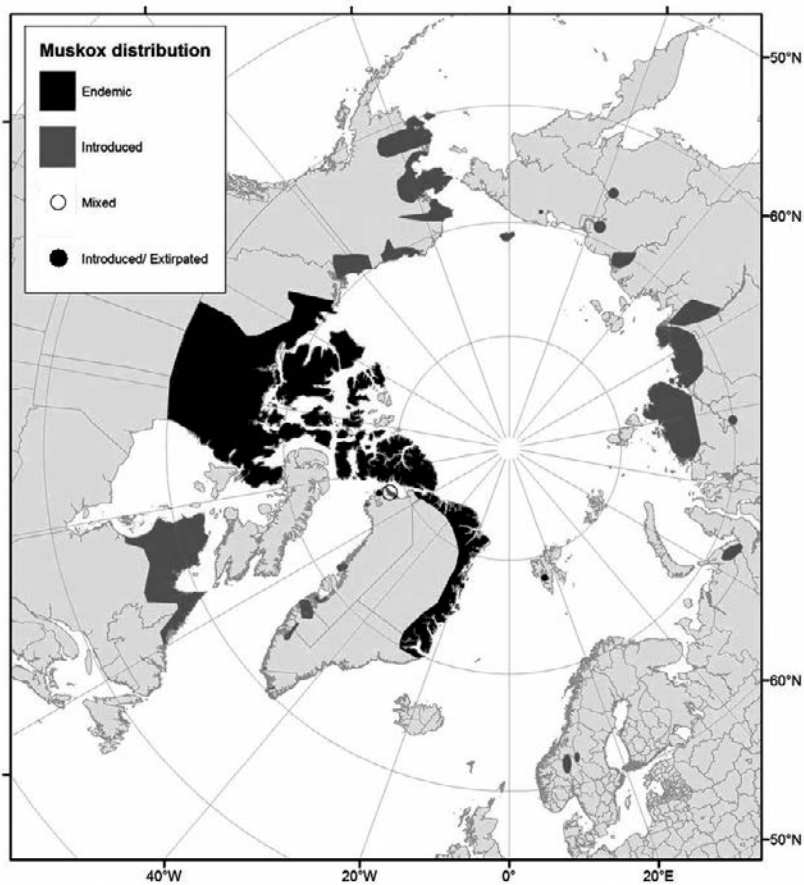 Muskox distribution
Endemic
Introduced
Mixed
Introduced/ Extirpated
50°N
60°N
60°N
50°N
40°W
20°W
0°
20°E